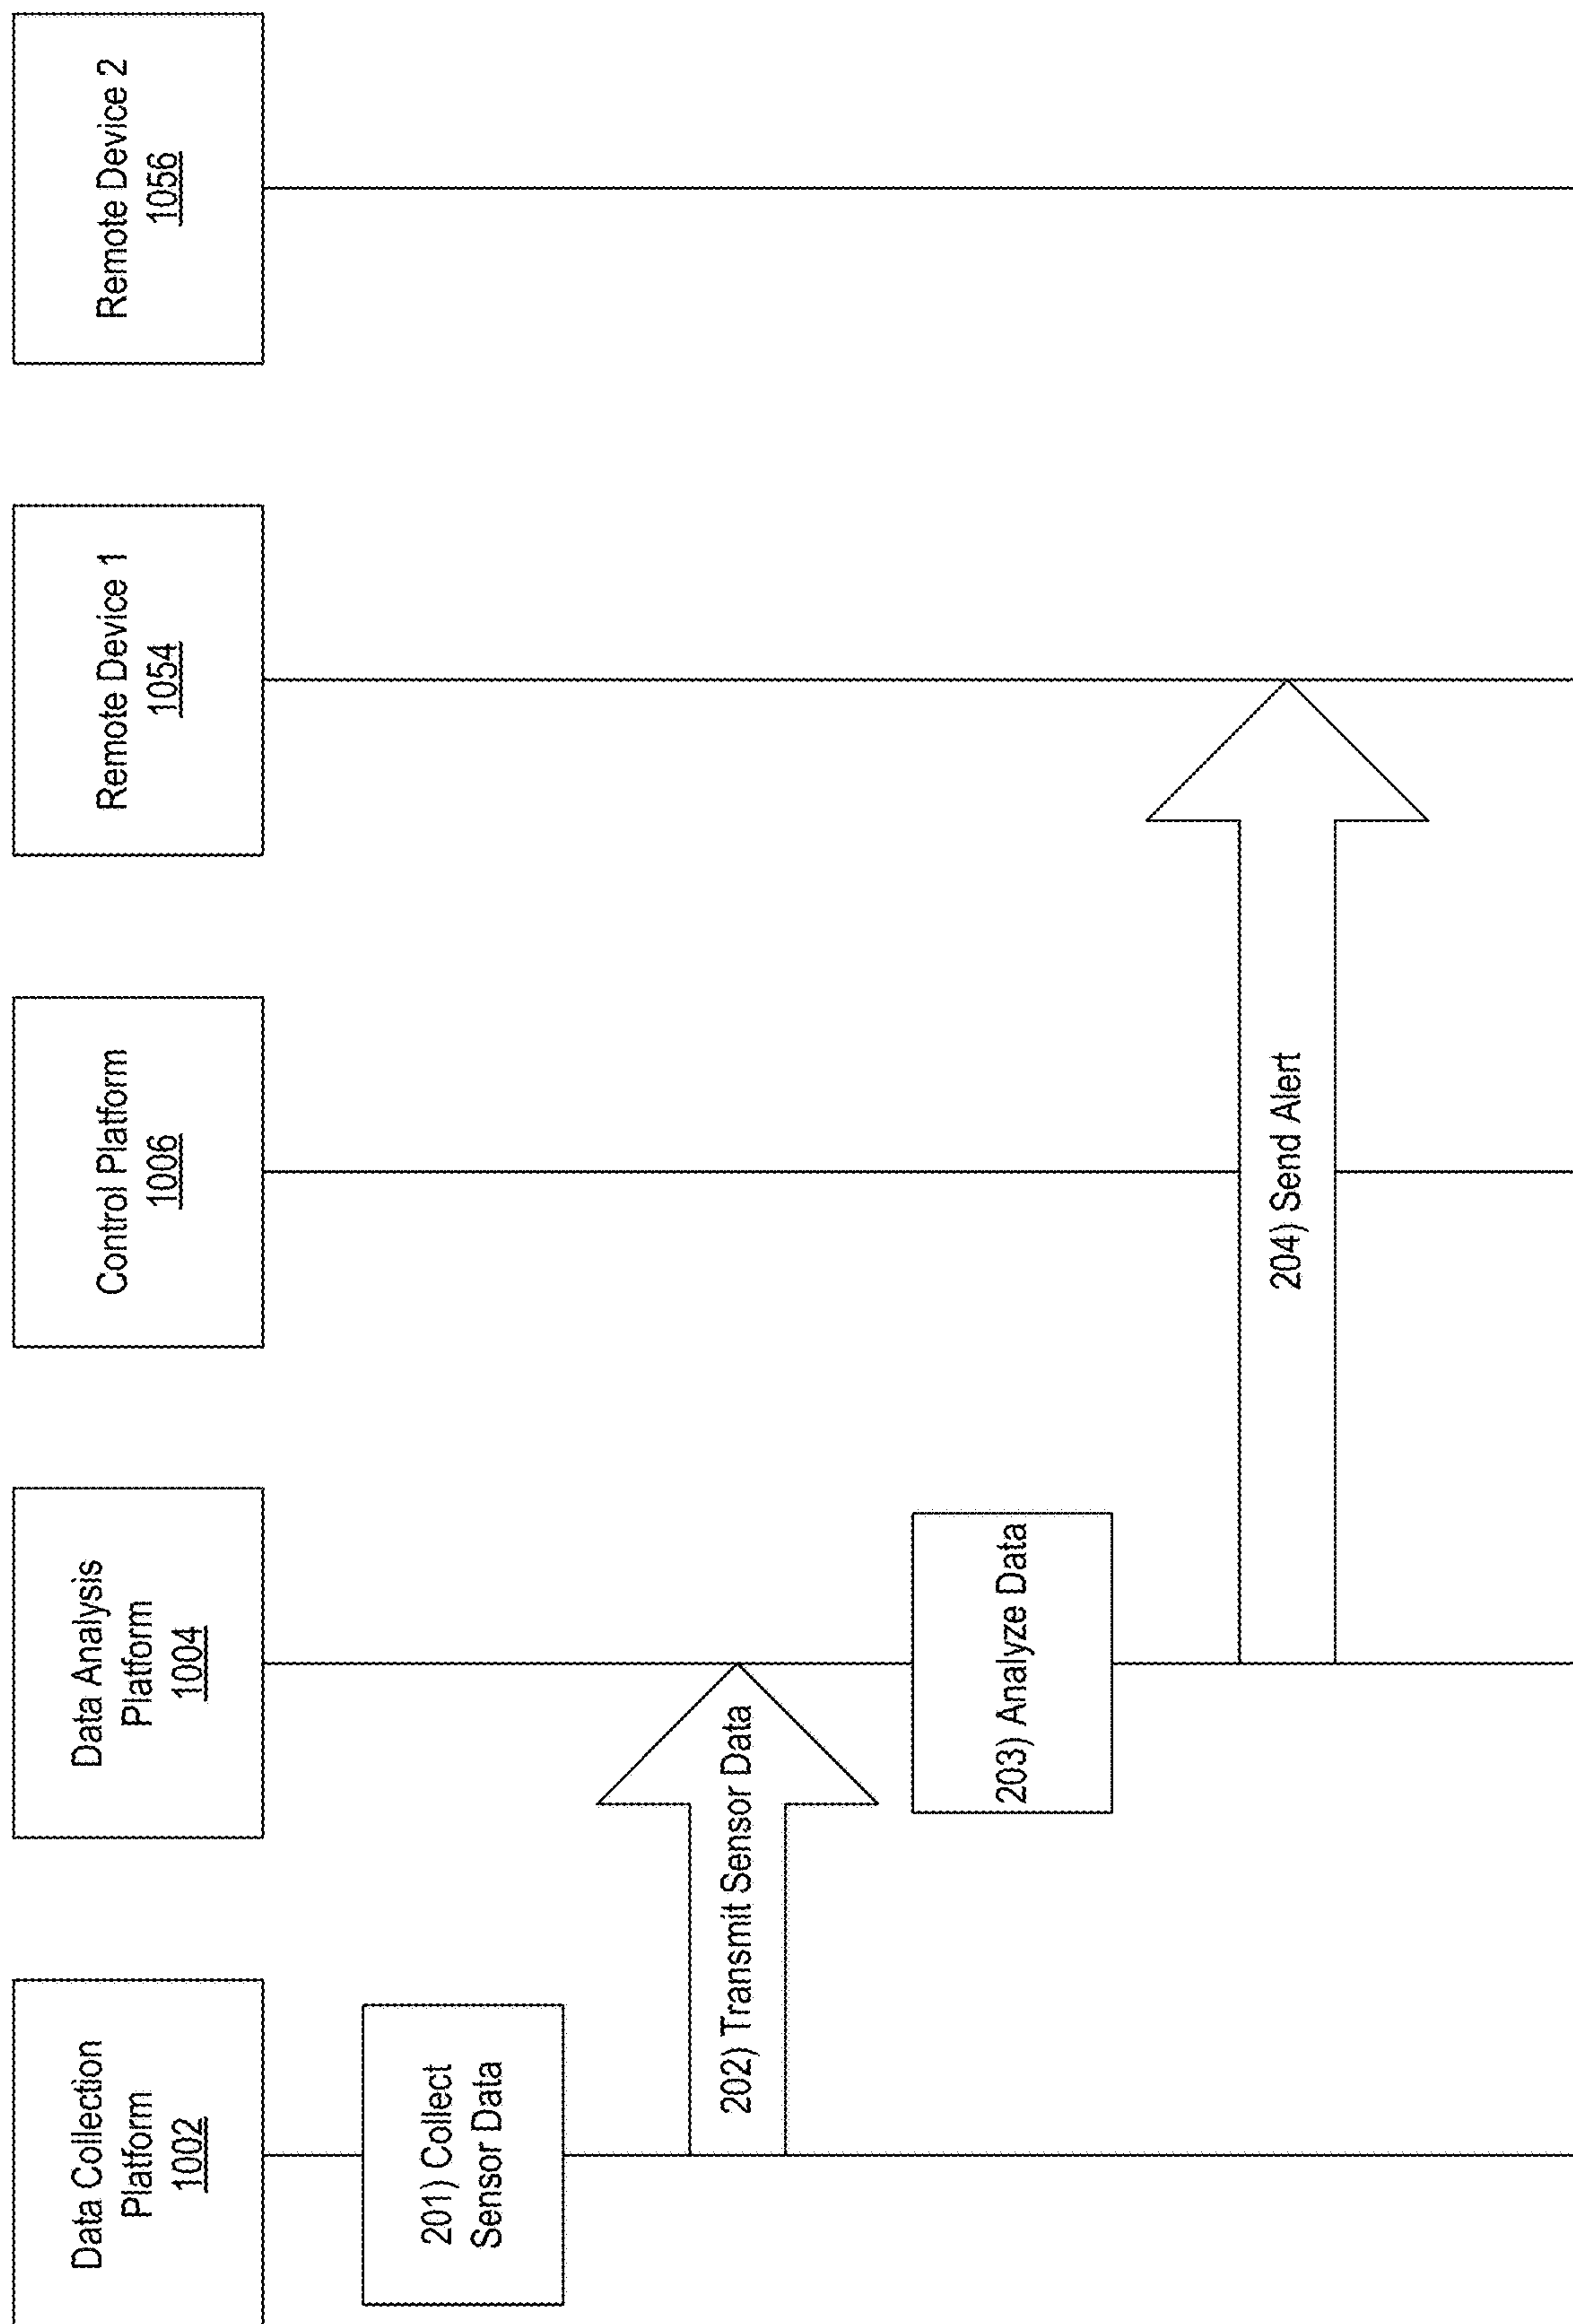 Data Collection
Platform
1002
Data Analysis
Platform
1004
Control Platform
1006
Remote Device 1
1054
Remote Device 2
1056
201) Collect
Sensor Data
202) Transmit Sensor Data
203) Analyze Data
204) Send Alert